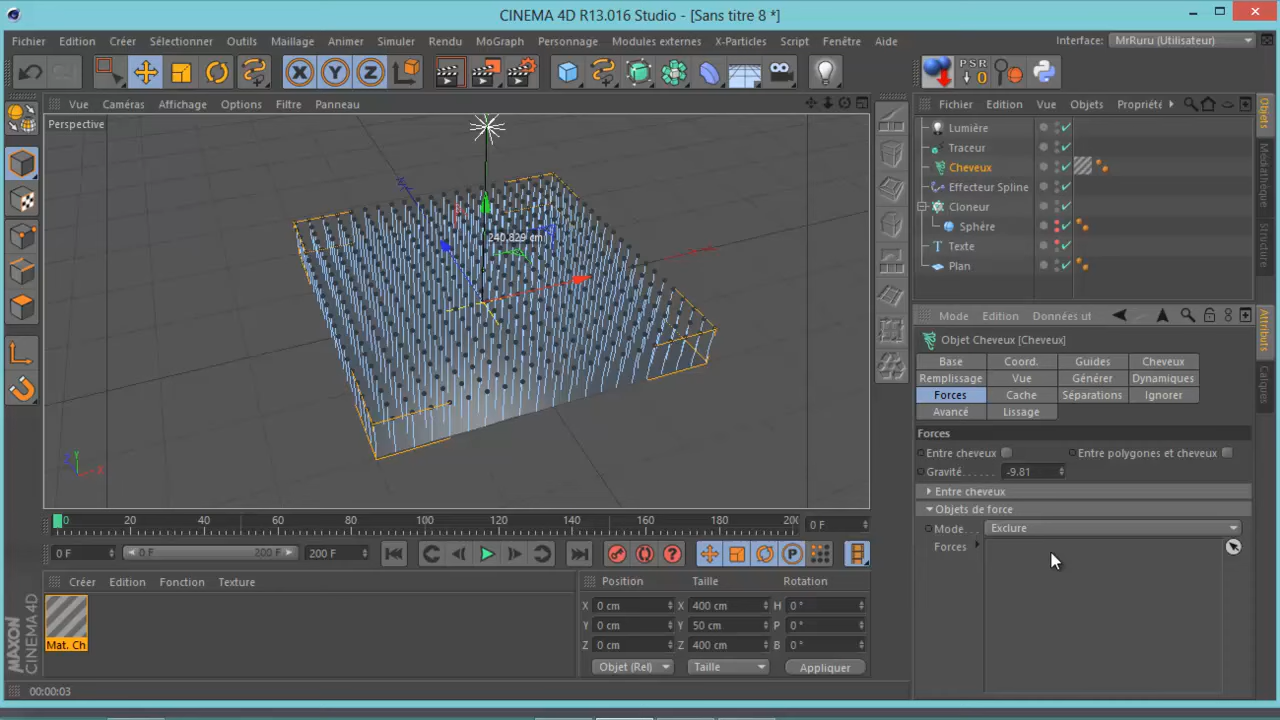 CINEMA 4D R13.016 Studio - [Sans titre 8 *]
Fichier Edition Créer Sélectionner Outils Maillage Animer Simuler Rendu MoGraph Personnage Modules externes X-Particles Script Fenêtre Aide Interface: MrRuru (Utilisateur)
X Y Z PSR 0
Vue Caméras Affichage Options Filtre Panneau
Perspective
240.829 cm
Y X
0 20 40 60 80 100 120 140 160 180 200 0 F
0 F 0 F 200 F 200 F
P
Créer Edition Fonction Texture
Mat. Ch
Position Taille Rotation
X 0 cm X 400 cm H 0 °
Y 0 cm Y 50 cm P 0 °
Z 0 cm Z 400 cm B 0 °
Objet (Rel) Taille Appliquer
MAXON
CINEMA 4D
00:00:03
Fichier Edition Vue Objets Propriété
Lumière
Traceur
Cheveux
Effecteur Spline
Cloneur
Sphère
Texte
Plan
Objets
Médiathèque
Structure
Mode Edition Données ut
Objet Cheveux [Cheveux]
Base Coord. Guides Cheveux
Remplissage Vue Générer Dynamiques
Forces Cache Séparations Ignorer
Avancé Lissage
Forces
Entre cheveux Entre polygones et cheveux
Gravité -9.81
Entre cheveux
Objets de force
Mode Exclure
Forces
Attributs
Calques